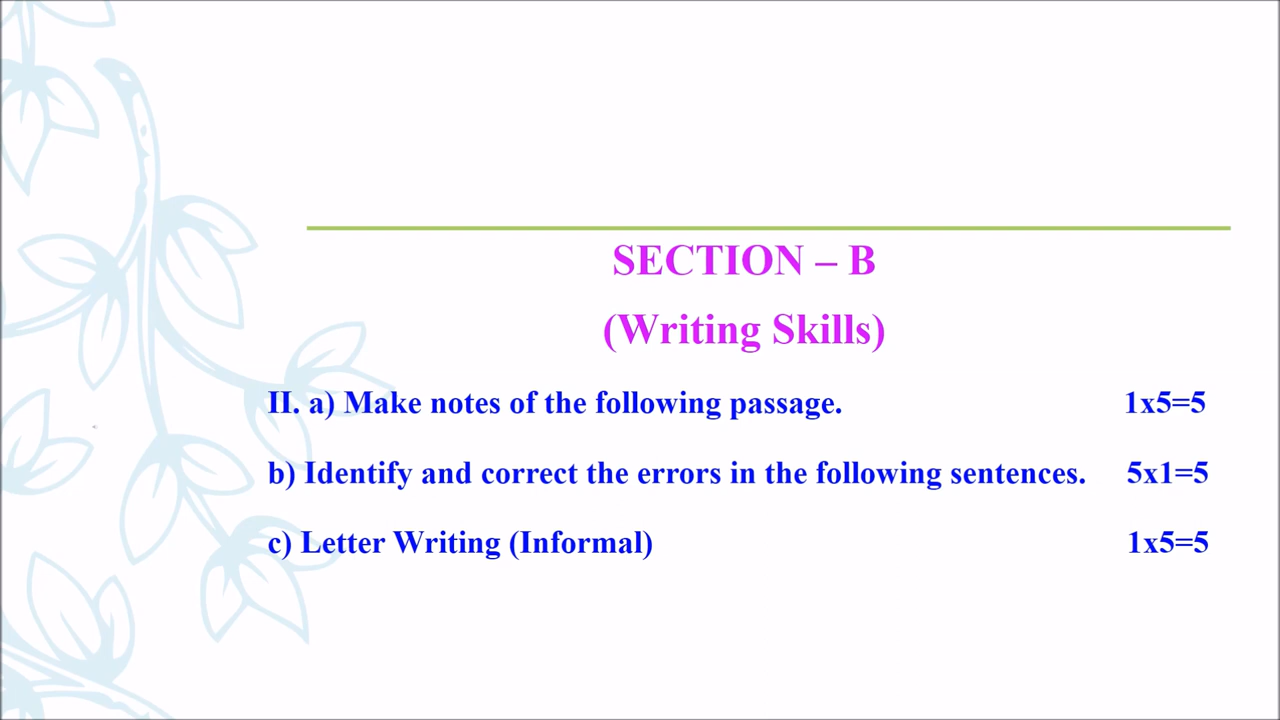 SECTION – B
(Writing Skills)
II. a) Make notes of the following passage. 1x5=5
b) Identify and correct the errors in the following sentences. 5x1=5
c) Letter Writing (Informal) 1x5=5